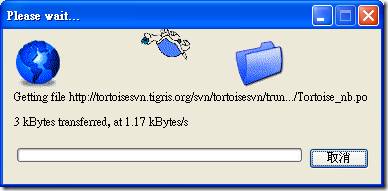 Please wait...
Getting file http://tortoisesvn.tigris.org/svn/tortoisesvn/trun.../Tortoise_nb.po
3 kBytes transferred, at 1.17 kBytes/s
取消